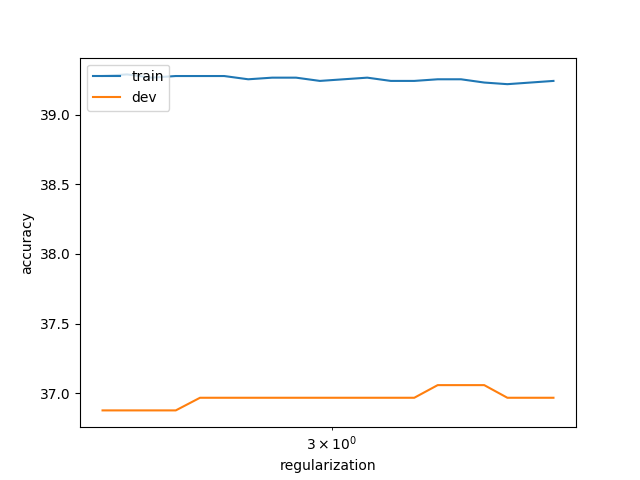 train
dev
39.0
38.5
38.0
37.5
37.0
accuracy
3 × 10⁰
regularization